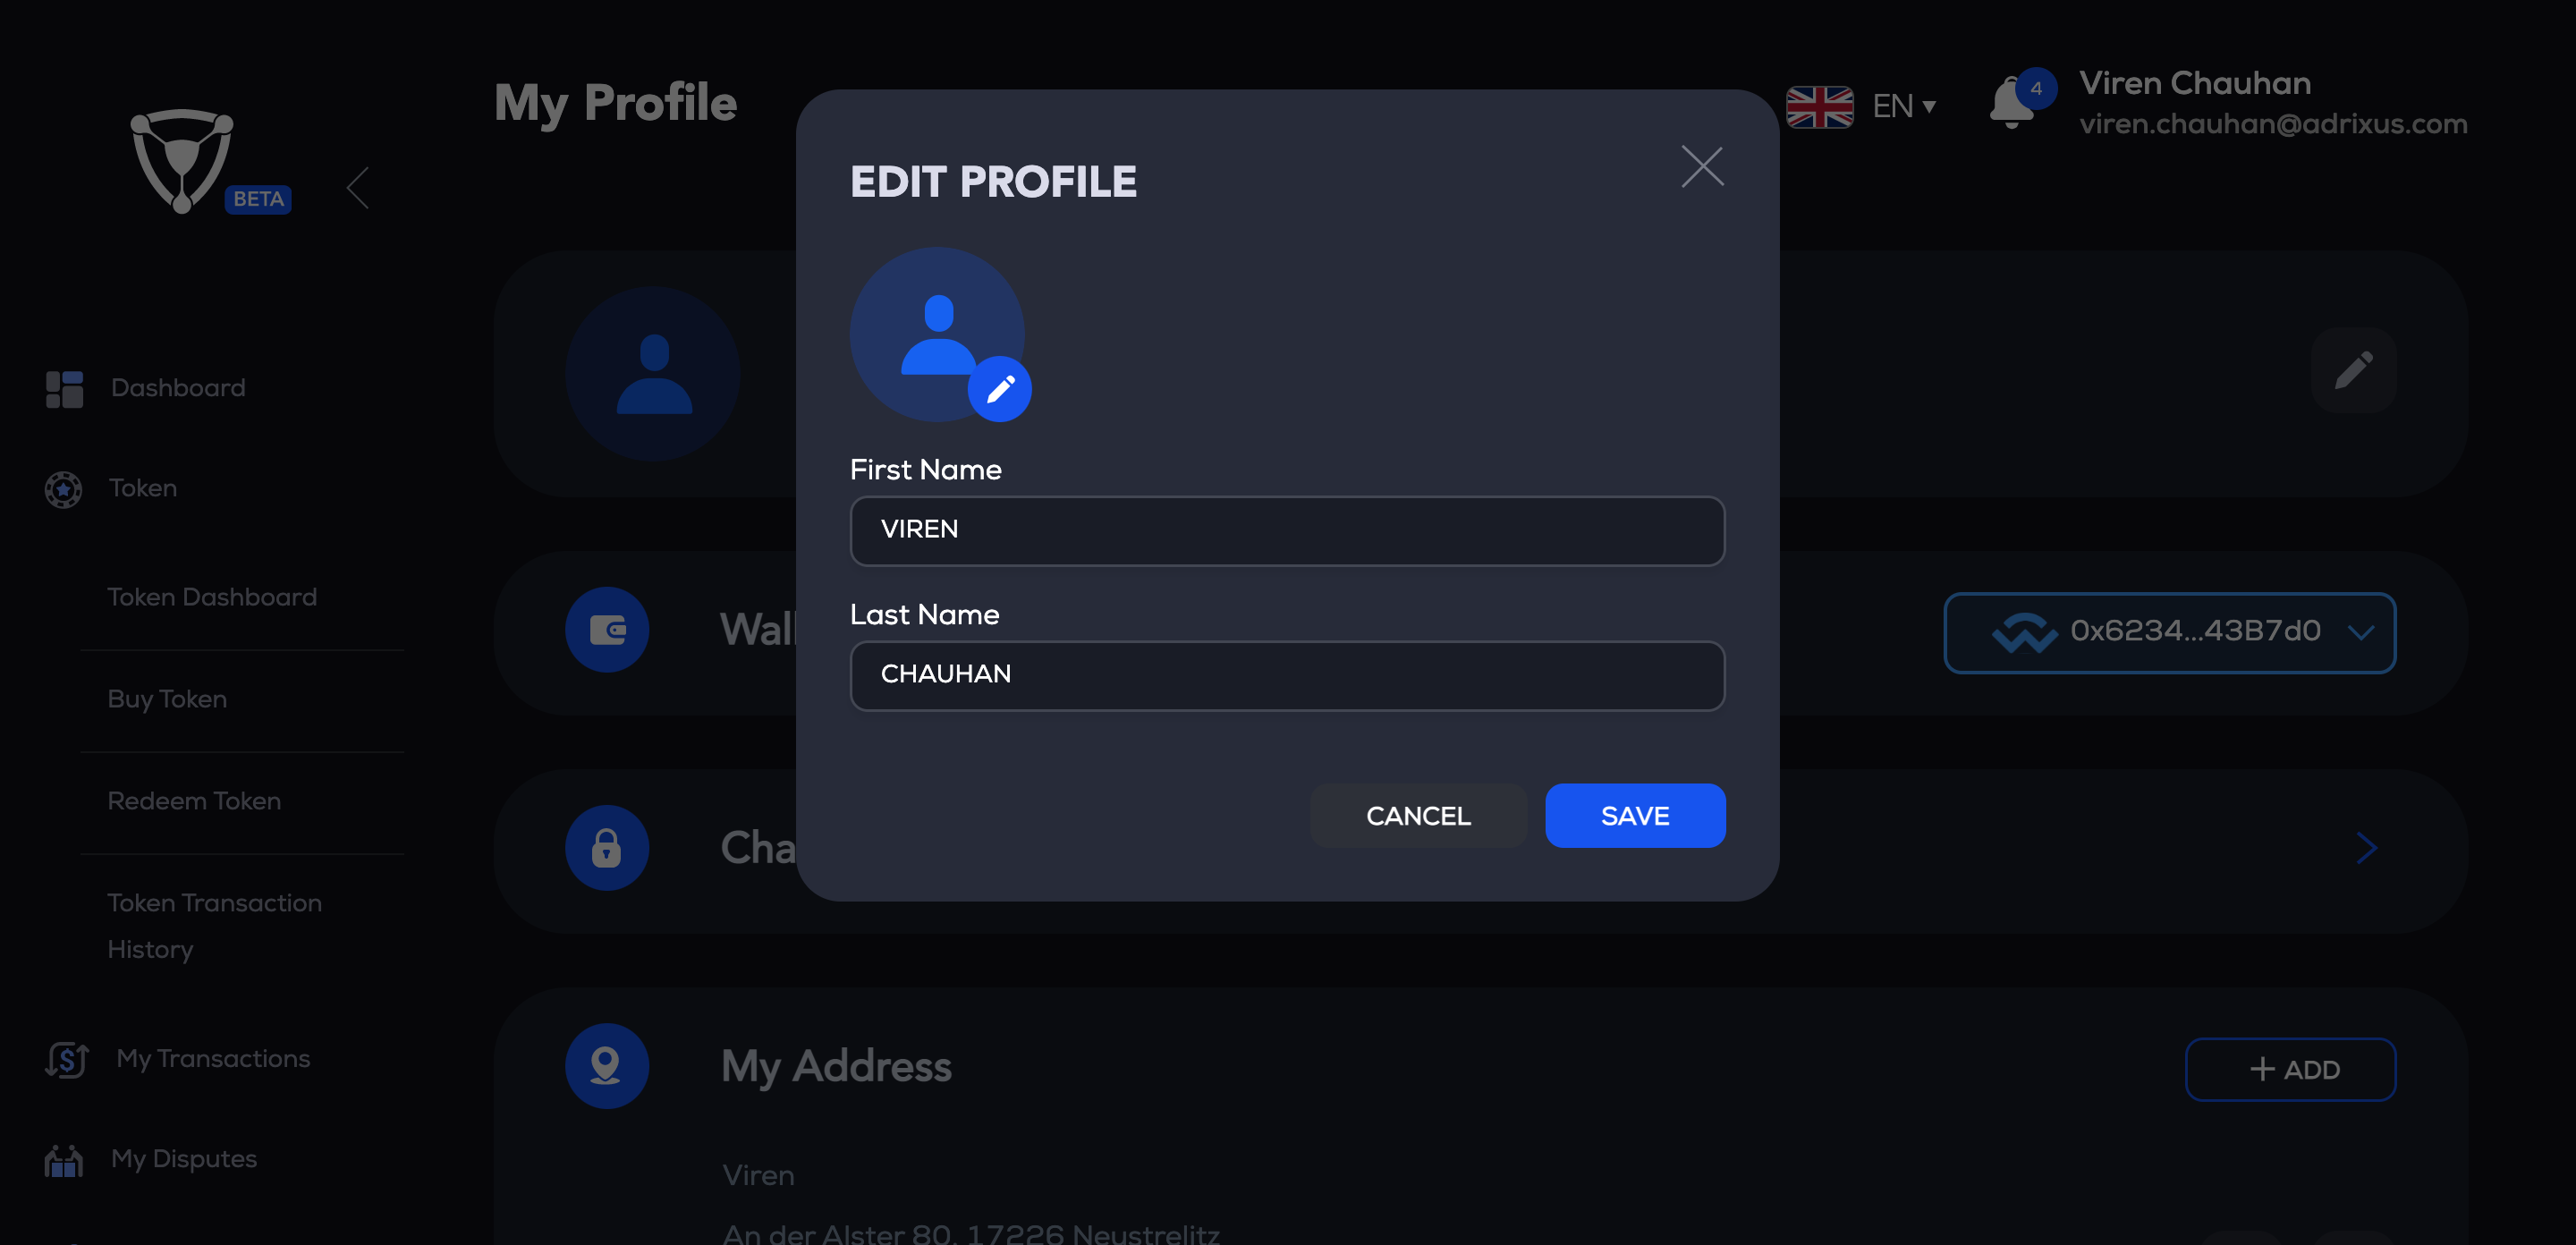 My Profile
EN
4
Viren Chauhan
viren.chauhan@adrixus.com
BETA
EDIT PROFILE
First Name
VIREN
Last Name
CHAUHAN
CANCEL
SAVE
Dashboard
Token
Token Dashboard
Buy Token
Redeem Token
Token Transaction
History
My Transactions
My Disputes
Wall
0x6234...43B7d0
Cha
My Address
ADD
Viren
An der Alster 80, 17226 Neustrelitz